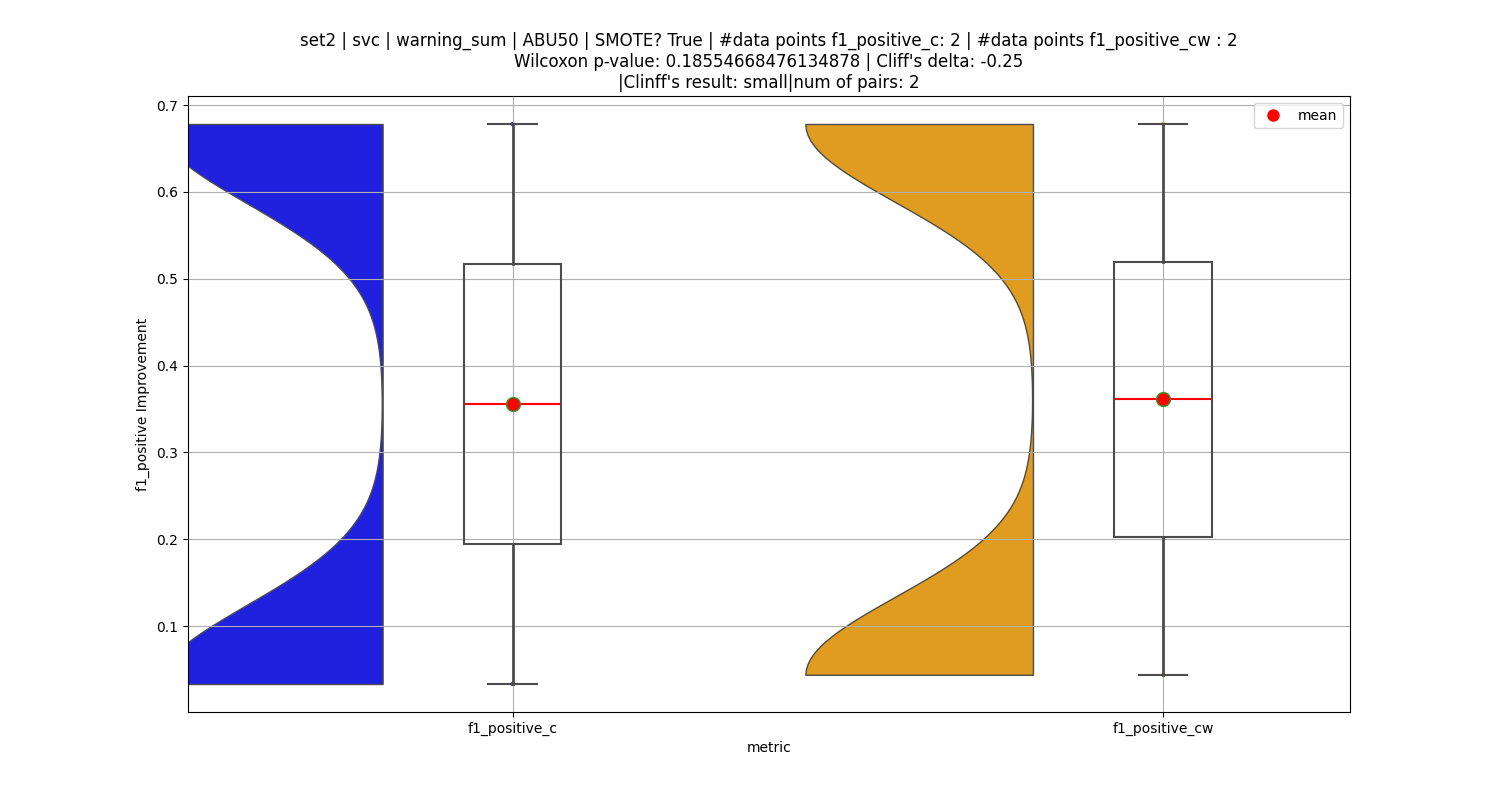 set2 | svc | warning_sum | ABU50 | SMOTE? True | #data points f1_positive_c: 2 | #data points f1_positive_cw : 2
Wilcoxon p-value: 0.18554668476134878 | Cliff's delta: -0.25
|Clinff's result: small|num of pairs: 2
mean
0.7
0.6
0.5
0.4
0.3
0.2
0.1
f1_positive Improvement
f1_positive_c
f1_positive_cw
metric